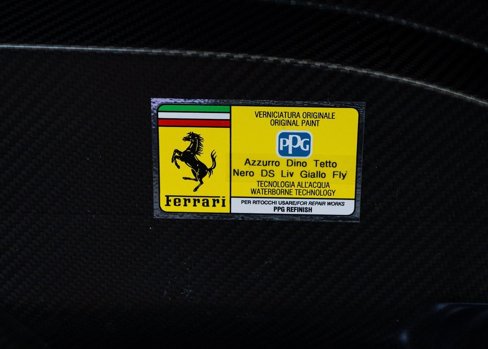 VERNICIATURA ORIGINALE
ORIGINAL PAINT
PPG
Azzurro Dino Tetto
Nero DS Liv Giallo Fly
TECNOLOGIA ALL'ACQUA
WATERBORNE TECHNOLOGY
Ferrari
PER RITOCCHI USARE/FOR REPAIR WORKS
PPG REFINISH